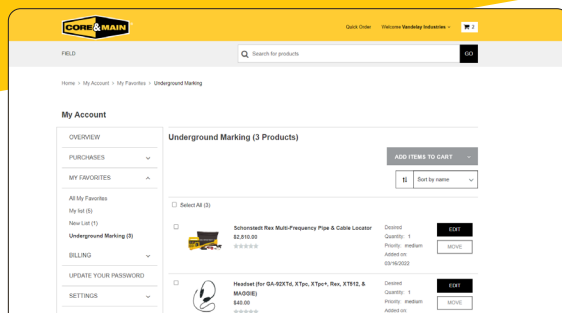 CORE & MAIN
Quick Order Welcome Vandelay Industries 2
FIELD Search for products GO
Home > My Account > My Favorites > Underground Marking
My Account
OVERVIEW
PURCHASES
MY FAVORITES
All My Favorites
My list (5)
New List (1)
Underground Marking (3)
BILLING
UPDATE YOUR PASSWORD
SETTINGS
Underground Marking (3 Products)
ADD ITEMS TO CART
Sort by name
Select All (3)
Schonstedt Rex Multi-Frequency Pipe & Cable Locator
$2,810.00
Desired
Quantity: 1
Priority: medium
Added on:
03/16/2022
EDIT
MOVE
Headset (for GA-92XTd, XTpc, XTpc+, Rex, XT512, &
MAGGIE)
$40.00
Desired
Quantity: 1
Priority: medium
Added on:
EDIT
MOVE